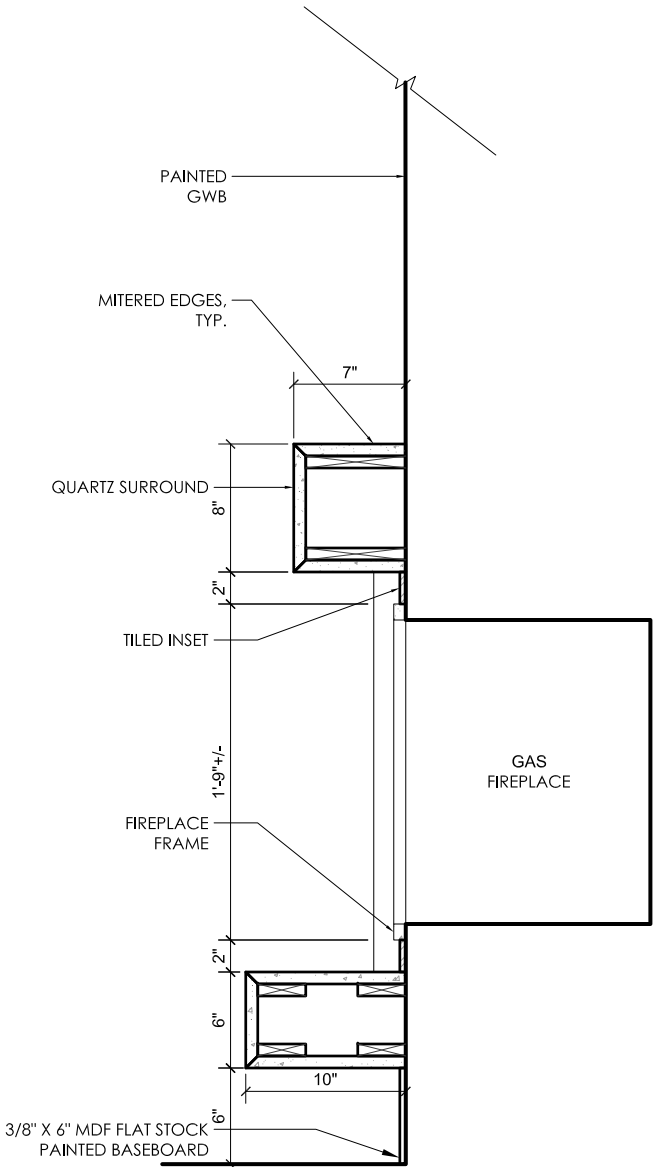 PAINTED
GWB
MITERED EDGES,
TYP.
7"
QUARTZ SURROUND
8"
2"
TILED INSET
1'-9"+/-
GAS
FIREPLACE
FIREPLACE
FRAME
2"
6"
10"
6"
3/8" X 6" MDF FLAT STOCK
PAINTED BASEBOARD